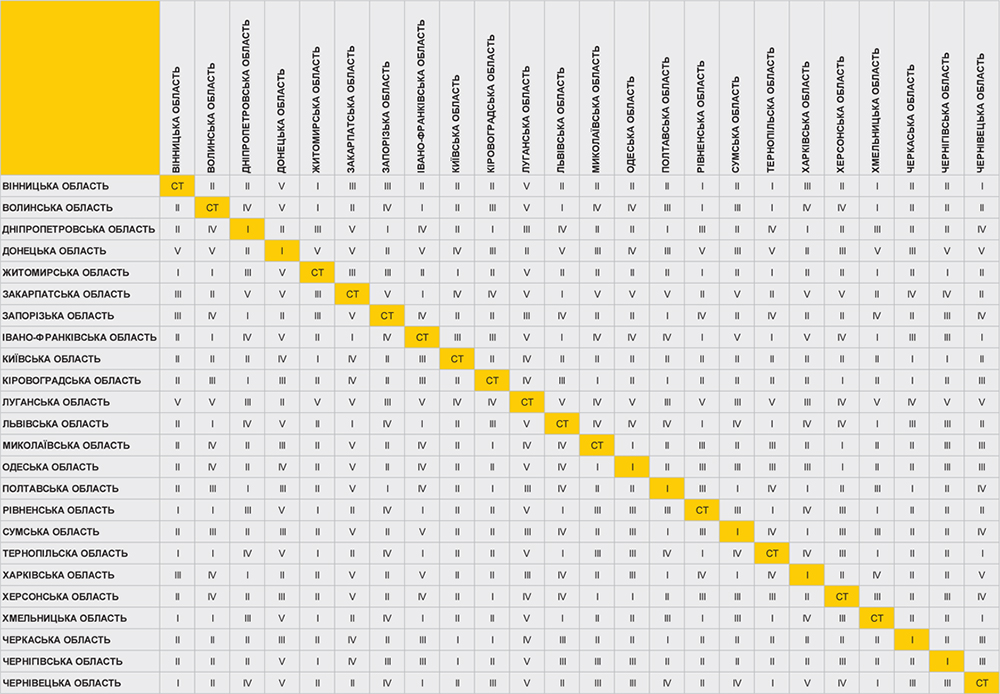 ВІННИЦЬКА ОБЛАСТЬ ВОЛИНСЬКА ОБЛАСТЬ ДНІПРОПЕТРОВСЬКА ОБЛАСТЬ ДОНЕЦЬКА ОБЛАСТЬ ЖИТОМИРСЬКА ОБЛАСТЬ ЗАКАРПАТСЬКА ОБЛАСТЬ ЗАПОРІЗЬКА ОБЛАСТЬ ІВАНО-ФРАНКІВСЬКА ОБЛАСТЬ КИЇВСЬКА ОБЛАСТЬ КІРОВОГРАДСЬКА ОБЛАСТЬ ЛУГАНСЬКА ОБЛАСТЬ ЛЬВІВСЬКА ОБЛАСТЬ МИКОЛАЇВСЬКА ОБЛАСТЬ ОДЕСЬКА ОБЛАСТЬ ПОЛТАВСЬКА ОБЛАСТЬ РІВНЕНСЬКА ОБЛАСТЬ СУМСЬКА ОБЛАСТЬ ТЕРНОПІЛЬСКА ОБЛАСТЬ ХАРКІВСЬКА ОБЛАСТЬ ХЕРСОНСЬКА ОБЛАСТЬ ХМЕЛЬНИЦЬКА ОБЛАСТЬ ЧЕРКАСЬКА ОБЛАСТЬ ЧЕРНІГІВСЬКА ОБЛАСТЬ ЧЕРНІВЕЦЬКА ОБЛАСТЬ
ВІННИЦЬКА ОБЛАСТЬ СТ II II V I III III II II II V II II II II I II I III II I II II I
ВОЛИНСЬКА ОБЛАСТЬ II СТ IV V I II IV I II III V I IV IV III I III I IV IV I II II II
ДНІПРОПЕТРОВСЬКА ОБЛАСТЬ II IV I II III V I IV II I III IV II II I III II IV I II III II II IV
ДОНЕЦЬКА ОБЛАСТЬ V V II I V V II V IV III II V III IV III V III V II III V III V V
ЖИТОМИРСЬКА ОБЛАСТЬ I I III V СТ III III II I II V II II II II I II I II II I II I II
ЗАКАРПАТСЬКА ОБЛАСТЬ III II V V III СТ V I IV IV V I V V V II V II V V II IV IV II
ЗАПОРІЗЬКА ОБЛАСТЬ III IV I II III V СТ IV II II III IV II II I IV II IV II II IV II III IV
ІВАНО-ФРАНКІВСЬКА ОБЛАСТЬ II I IV V II I IV СТ III III V I IV IV IV I V I V IV I III III I
КИЇВСЬКА ОБЛАСТЬ II II II IV I IV II III СТ II IV II II II II II II II II II II I I II
КІРОВОГРАДСЬКА ОБЛАСТЬ II III I III II IV II III II СТ IV III I II I II II II II I II I II III
ЛУГАНСЬКА ОБЛАСТЬ V V III II V V III V IV IV СТ V IV V III V III V III IV V IV V V
ЛЬВІВСЬКА ОБЛАСТЬ II I IV V II I IV I II III V СТ IV IV IV I IV I IV IV I III III II
МИКОЛАЇВСЬКА ОБЛАСТЬ II IV II III II V II IV II I IV IV СТ I II III II III II I II II III III
ОДЕСЬКА ОБЛАСТЬ II IV II IV II V II IV II II V IV I I II III III III III I II II III III
ПОЛТАВСЬКА ОБЛАСТЬ II III I III II V I IV II I III IV II II I III I IV I II III I II IV
РІВНЕНСЬКА ОБЛАСТЬ I I III V I II IV I II II V I III III III СТ III I IV III I II II II
СУМСЬКА ОБЛАСТЬ II III II III II V II V II II III IV II III I III I IV I III III II II IV
ТЕРНОПІЛЬСКА ОБЛАСТЬ I I IV V I II IV I II II V I III III IV I IV СТ IV III I II II I
ХАРКІВСЬКА ОБЛАСТЬ III IV I II II V II V II II III IV II III I IV I IV I II IV II II V
ХЕРСОНСЬКА ОБЛАСТЬ II IV II III II V II IV II I IV IV I I II III III III II СТ III II III IV
ХМЕЛЬНИЦЬКА ОБЛАСТЬ I I III V I II IV I II II V I II II III I III I IV III СТ II II I
ЧЕРКАСЬКА ОБЛАСТЬ II II II III II IV II III I I IV III II II I II II II II II II I II III
ЧЕРНІГІВСЬКА ОБЛАСТЬ II II II V I IV III III I II V III III III II II II II II III II II I III
ЧЕРНІВЕЦЬКА ОБЛАСТЬ I II IV V II II IV I II III V II III III IV II IV I V IV I III III СТ